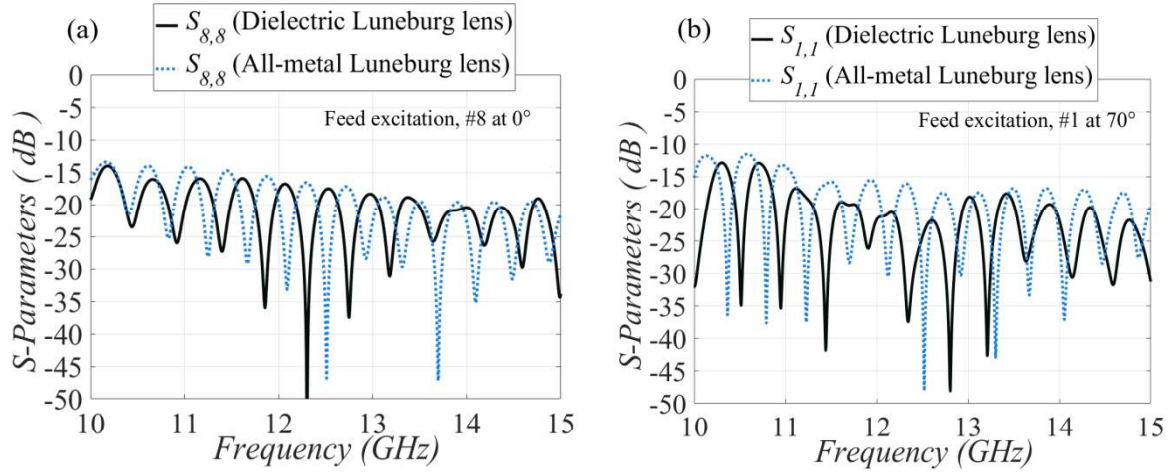 (a)
S8,8 (Dielectric Luneburg lens)
S8,8 (All-metal Luneburg lens)
Feed excitation, #8 at 0°
S-Parameters ( dB )
0
-5
-10
-15
-20
-25
-30
-35
-40
-45
-50
10 11 12 13 14 15
Frequency (GHz)
(b)
S1,1 (Dielectric Luneburg lens)
S1,1 (All-metal Luneburg lens)
Feed excitation, #1 at 70°
S-Parameters ( dB )
0
-5
-10
-15
-20
-25
-30
-35
-40
-45
-50
10 11 12 13 14 15
Frequency (GHz)